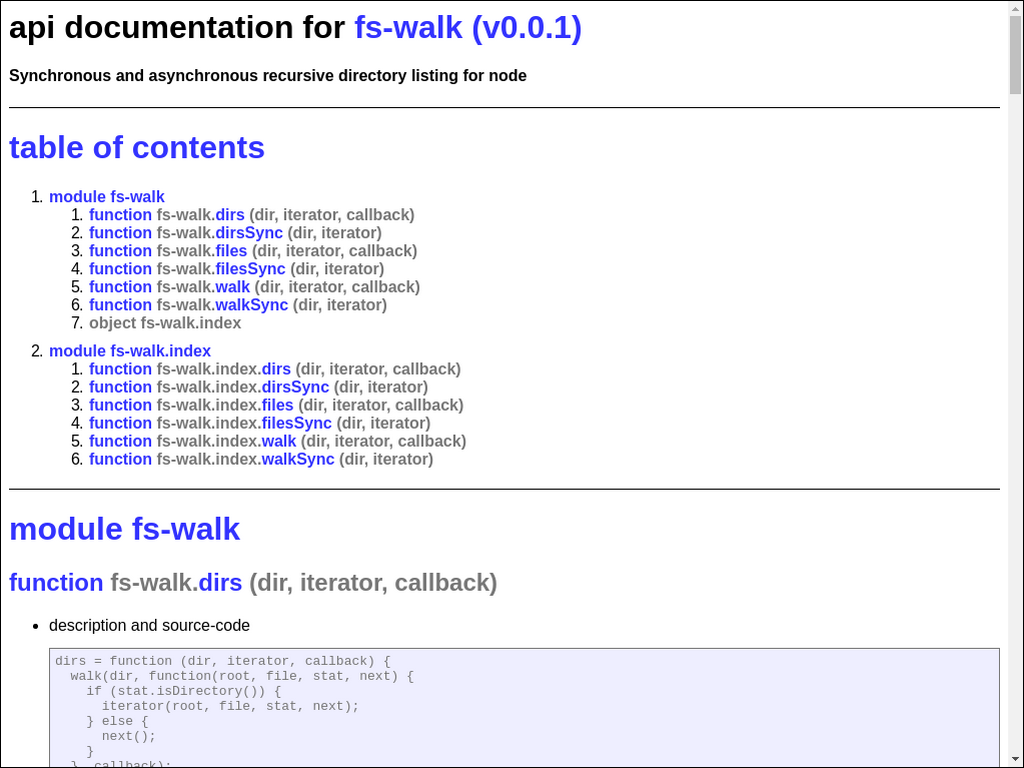 api documentation for fs-walk (v0.0.1)
Synchronous and asynchronous recursive directory listing for node
table of contents
1. module fs-walk
1. function fs-walk.dirs (dir, iterator, callback)
2. function fs-walk.dirsSync (dir, iterator)
3. function fs-walk.files (dir, iterator, callback)
4. function fs-walk.filesSync (dir, iterator)
5. function fs-walk.walk (dir, iterator, callback)
6. function fs-walk.walkSync (dir, iterator)
7. object fs-walk.index
2. module fs-walk.index
1. function fs-walk.index.dirs (dir, iterator, callback)
2. function fs-walk.index.dirsSync (dir, iterator)
3. function fs-walk.index.files (dir, iterator, callback)
4. function fs-walk.index.filesSync (dir, iterator)
5. function fs-walk.index.walk (dir, iterator, callback)
6. function fs-walk.index.walkSync (dir, iterator)
module fs-walk
function fs-walk.dirs (dir, iterator, callback)
• description and source-code
dirs = function (dir, iterator, callback) {
  walk(dir, function(root, file, stat, next) {
    if (stat.isDirectory()) {
      iterator(root, file, stat, next);
    } else {
      next();
    }
  }, callback);